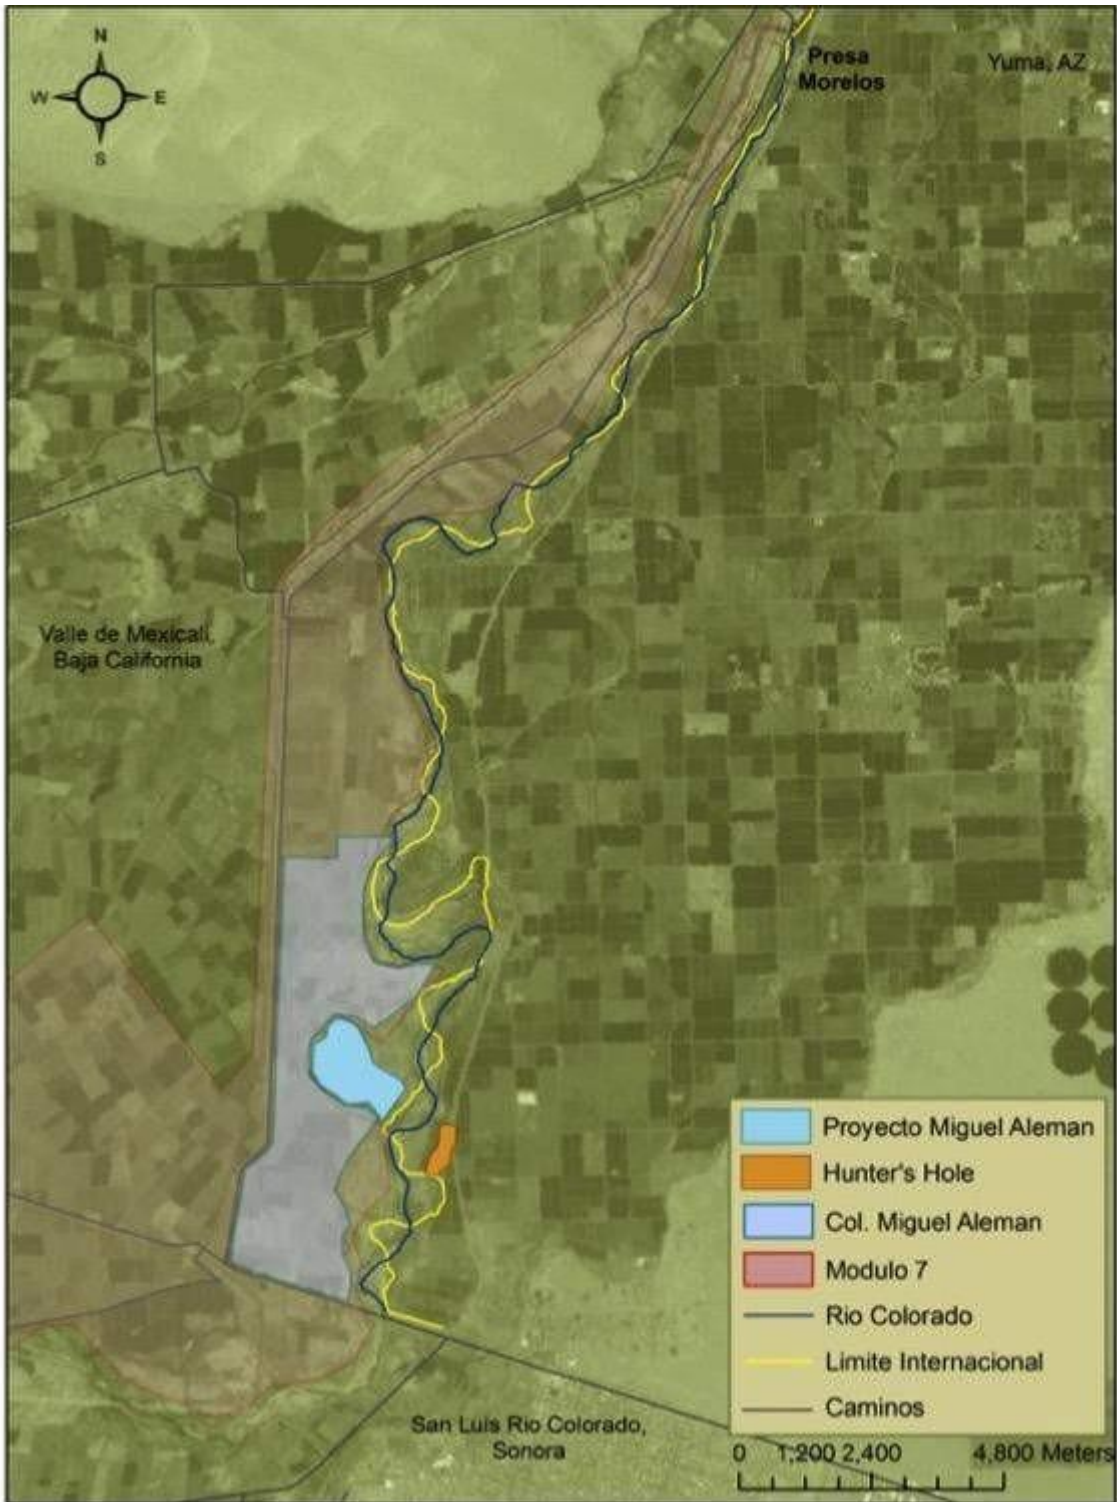 N
W E
S
Presa
Morelos
Yuma, AZ
Valle de Mexicali,
Baja California
Proyecto Miguel Aleman
Hunter's Hole
Col. Miguel Aleman
Modulo 7
Rio Colorado
Limite Internacional
Caminos
San Luis Rio Colorado,
Sonora
0 1,200 2,400 4,800 Meters